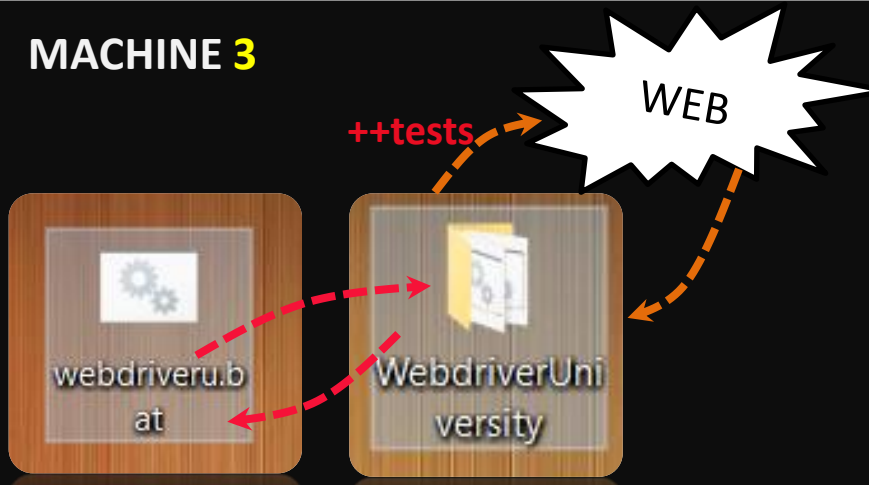 MACHINE 3
WEB
++tests
webdriveru.b
at
WebdriverUni
versity